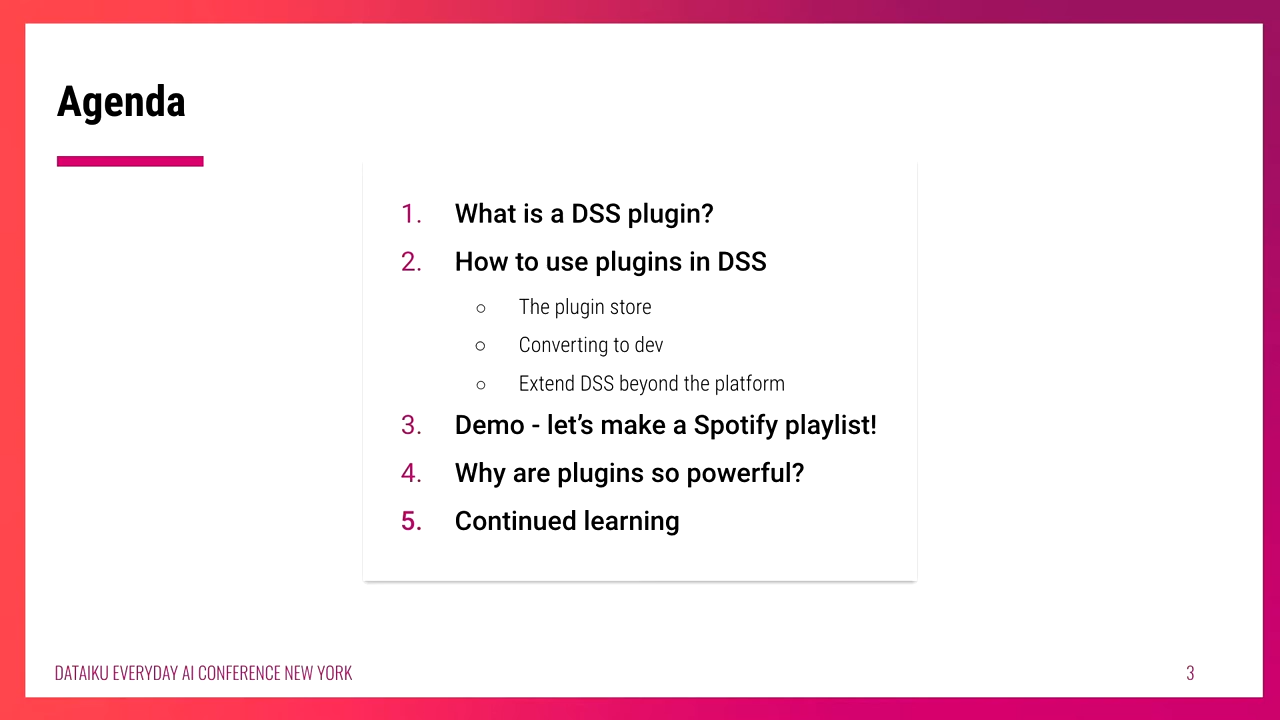 Agenda
1. What is a DSS plugin?
2. How to use plugins in DSS
○ The plugin store
○ Converting to dev
○ Extend DSS beyond the platform
3. Demo - let’s make a Spotify playlist!
4. Why are plugins so powerful?
5. Continued learning
DATAIKU EVERYDAY AI CONFERENCE NEW YORK
3